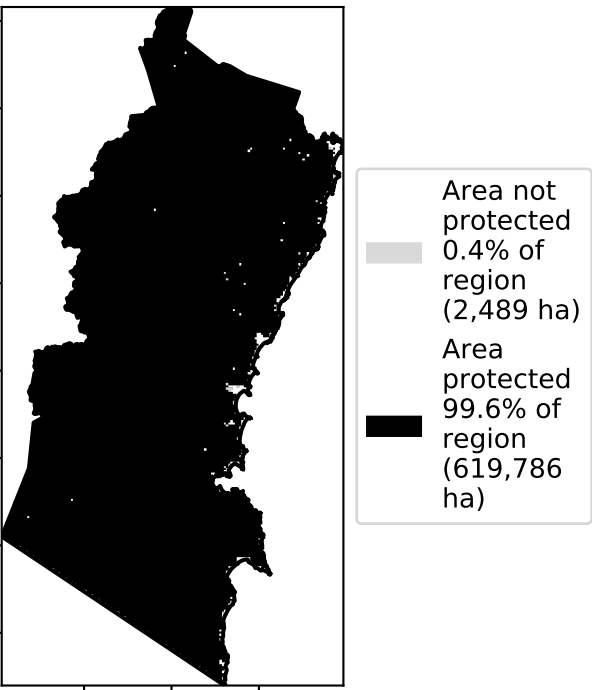 Area not
protected
0.4% of
region
(2,489 ha)
Area
protected
99.6% of
region
(619,786
ha)